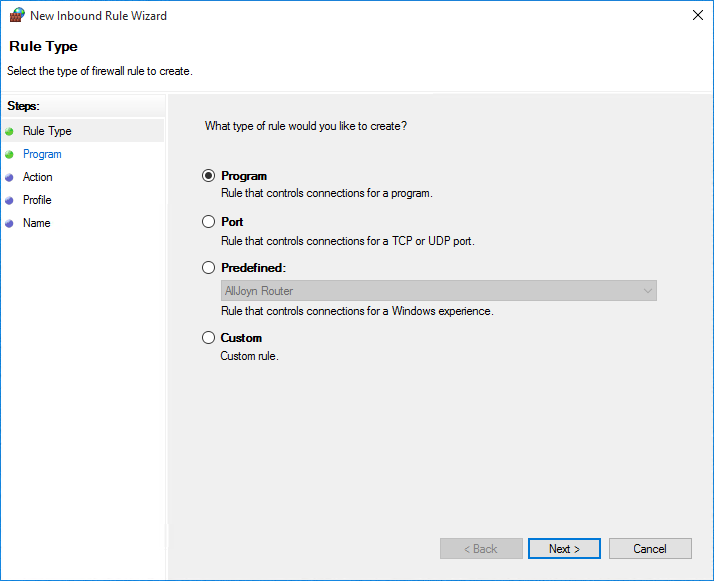 New Inbound Rule Wizard
Rule Type
Select the type of firewall rule to create.
Steps:
Rule Type
Program
Action
Profile
Name
What type of rule would you like to create?
Program
Rule that controls connections for a program.
Port
Rule that controls connections for a TCP or UDP port.
Predefined:
AllJoyn Router
Rule that controls connections for a Windows experience.
Custom
Custom rule.
< Back
Next >
Cancel